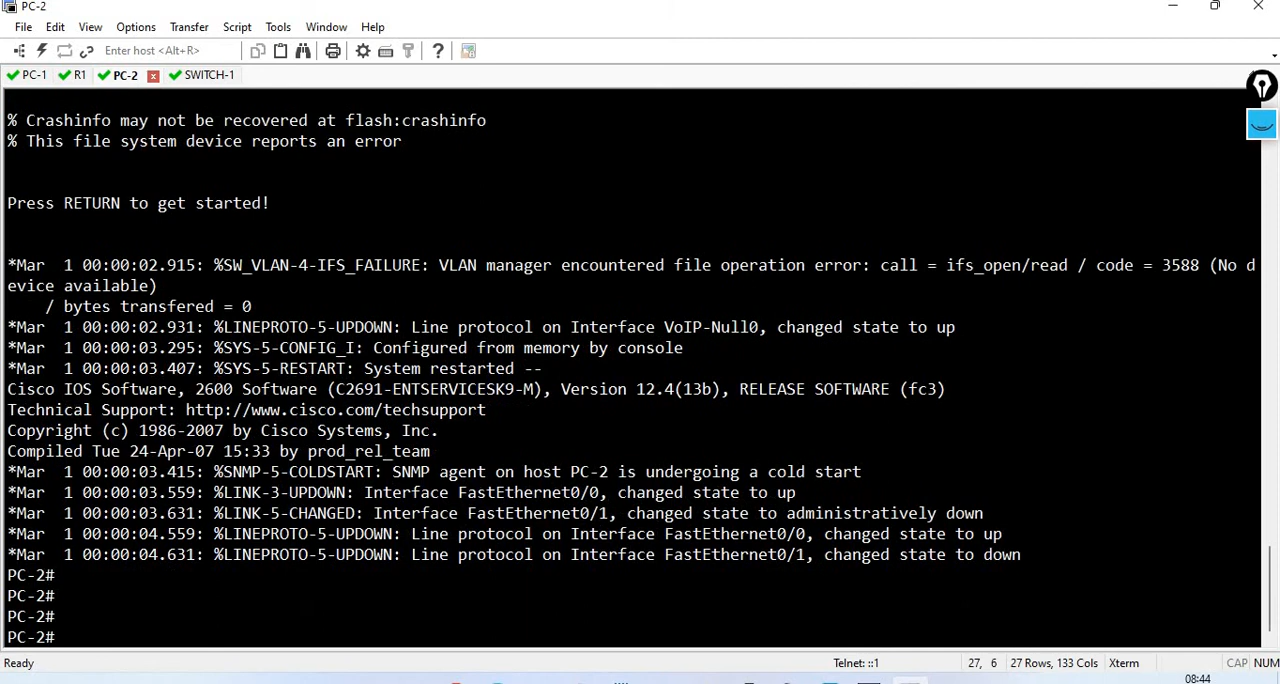 PC-2
File Edit View Options Transfer Script Tools Window Help
Enter host <Alt+R>
PC-1 R1 PC-2 SWITCH-1
% Crashinfo may not be recovered at flash:crashinfo
% This file system device reports an error
Press RETURN to get started!
*Mar  1 00:00:02.915: %SW_VLAN-4-IFS_FAILURE: VLAN manager encountered file operation error: call = ifs_open/read / code = 3588 (No d
evice available)
/ bytes transfered = 0
*Mar  1 00:00:02.931: %LINEPROTO-5-UPDOWN: Line protocol on Interface VoIP-Null0, changed state to up
*Mar  1 00:00:03.295: %SYS-5-CONFIG_I: Configured from memory by console
*Mar  1 00:00:03.407: %SYS-5-RESTART: System restarted --
Cisco IOS Software, 2600 Software (C2691-ENTSERVICESK9-M), Version 12.4(13b), RELEASE SOFTWARE (fc3)
Technical Support: http://www.cisco.com/techsupport
Copyright (c) 1986-2007 by Cisco Systems, Inc.
Compiled Tue 24-Apr-07 15:33 by prod_rel_team
*Mar  1 00:00:03.415: %SNMP-5-COLDSTART: SNMP agent on host PC-2 is undergoing a cold start
*Mar  1 00:00:03.559: %LINK-3-UPDOWN: Interface FastEthernet0/0, changed state to up
*Mar  1 00:00:03.631: %LINK-5-CHANGED: Interface FastEthernet0/1, changed state to administratively down
*Mar  1 00:00:04.559: %LINEPROTO-5-UPDOWN: Line protocol on Interface FastEthernet0/0, changed state to up
*Mar  1 00:00:04.631: %LINEPROTO-5-UPDOWN: Line protocol on Interface FastEthernet0/1, changed state to down
PC-2#
PC-2#
PC-2#
PC-2#
Ready Telnet: ::1 27, 6 27 Rows, 133 Cols Xterm CAP NUM
08:44